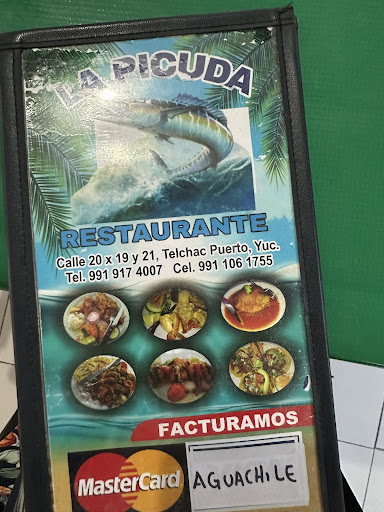 LA PICUDA
RESTAURANTE
Calle 20 x 19 y 21, Telchac Puerto, Yuc.
Tel. 991 917 4007 Cel. 991 106 1755
FACTURAMOS
MasterCard
AGUACHILE